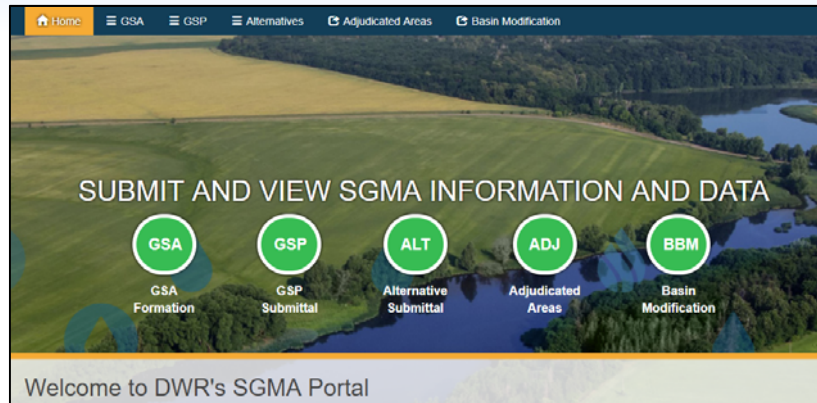 Home GSA GSP Alternatives Adjudicated Areas Basin Modification
SUBMIT AND VIEW SGMA INFORMATION AND DATA
GSA GSP ALT ADJ BBM
GSA GSP Alternative Adjudicated Basin
Formation Submittal Submittal Areas Modification
Welcome to DWR's SGMA Portal